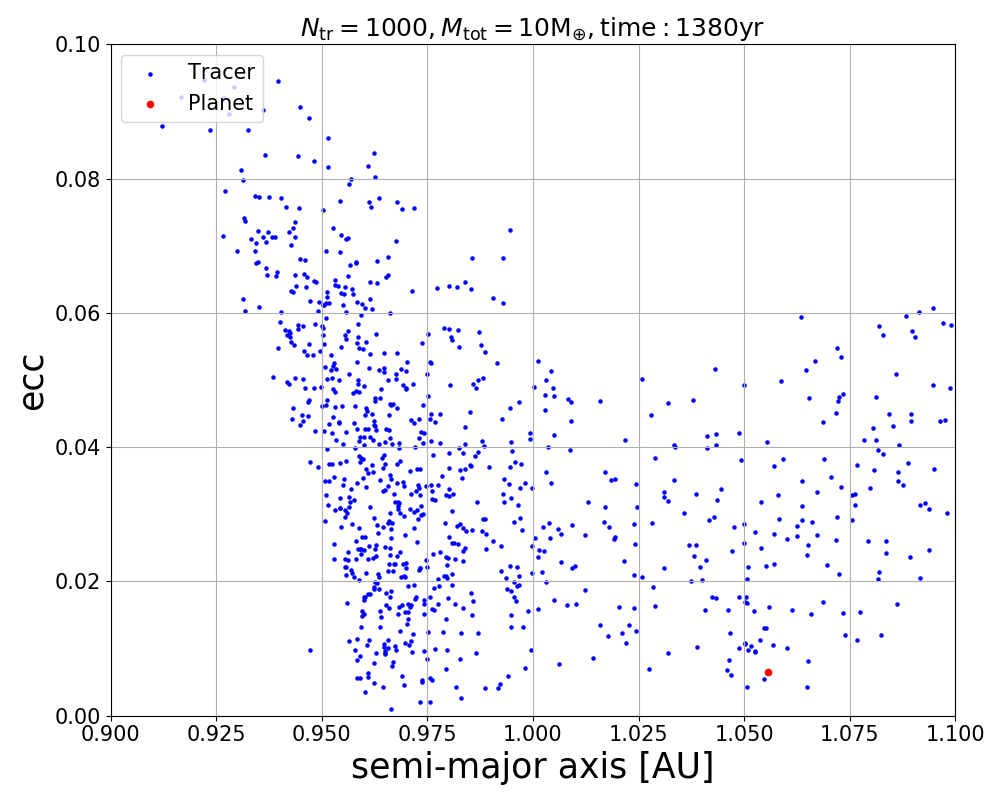 N_tr = 1000, M_tot = 10M_⊕, time : 1380yr
Tracer
Planet
ecc
0.10
0.08
0.06
0.04
0.02
0.00
0.900 0.925 0.950 0.975 1.000 1.025 1.050 1.075 1.100
semi-major axis [AU]